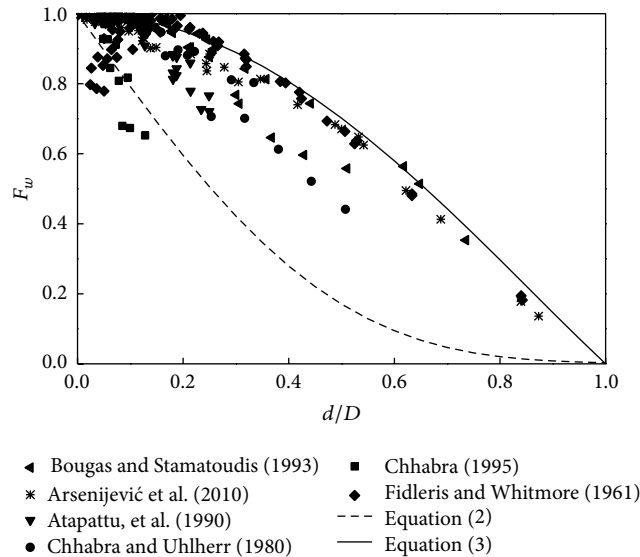 1.0
0.8
0.6
0.4
0.2
0.0
F_w
0.0 0.2 0.4 0.6 0.8 1.0
d/D
Bougas and Stamatoudis (1993)
Arsenijević et al. (2010)
Atapattu, et al. (1990)
Chhabra and Uhlherr (1980)
Chhabra (1995)
Fidleris and Whitmore (1961)
Equation (2)
Equation (3)